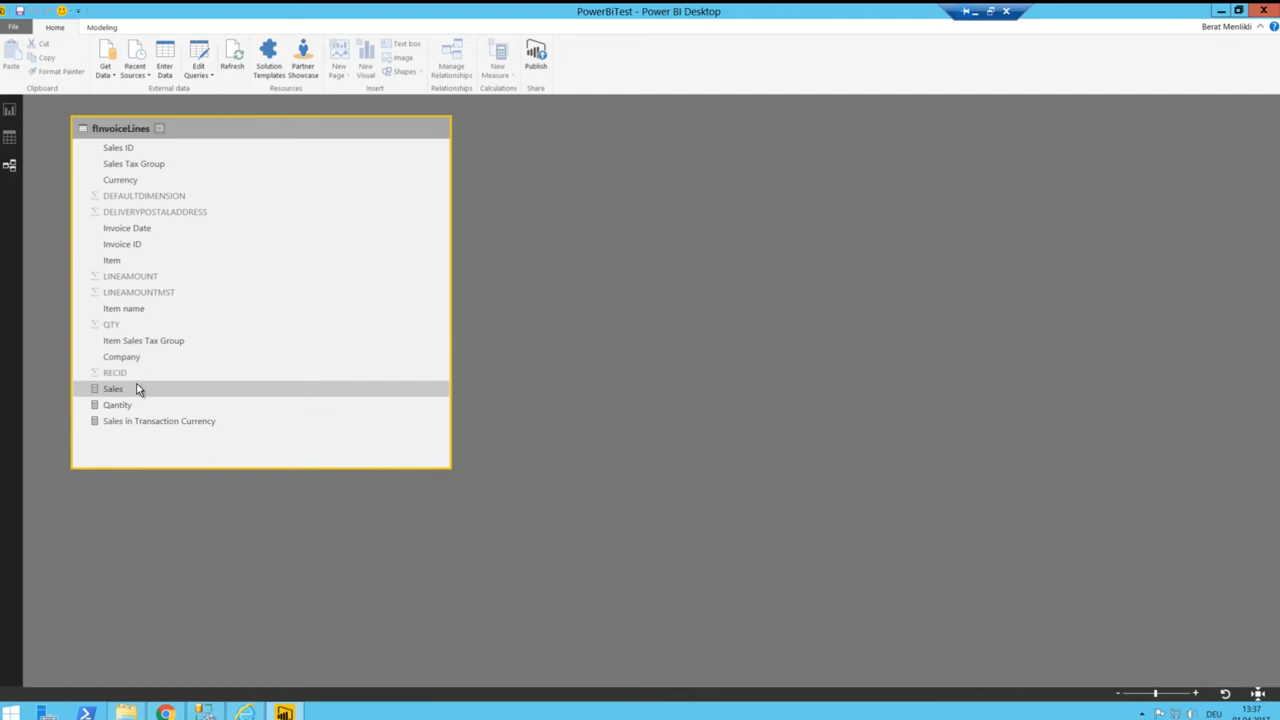 PowerBiTest - Power BI Desktop
File Home Modeling Berat Menlikli
Cut
Copy
Format Painter
Paste
Get Data
Recent Sources
Enter Data
Edit Queries
Refresh
Solution Templates
Partner Showcase
New Page
New Visual
Text box
Image
Shapes
Manage Relationships
New Measure
Publish
Clipboard External data Resources Insert Relationships Calculations Share
fInvoiceLines
Sales ID
Sales Tax Group
Currency
DEFAULTDIMENSION
DELIVERYPOSTALADDRESS
Invoice Date
Invoice ID
Item
LINEAMOUNT
LINEAMOUNTMST
Item name
QTY
Item Sales Tax Group
Company
RECID
Sales
Qantity
Sales in Transaction Currency
DEU
13:37